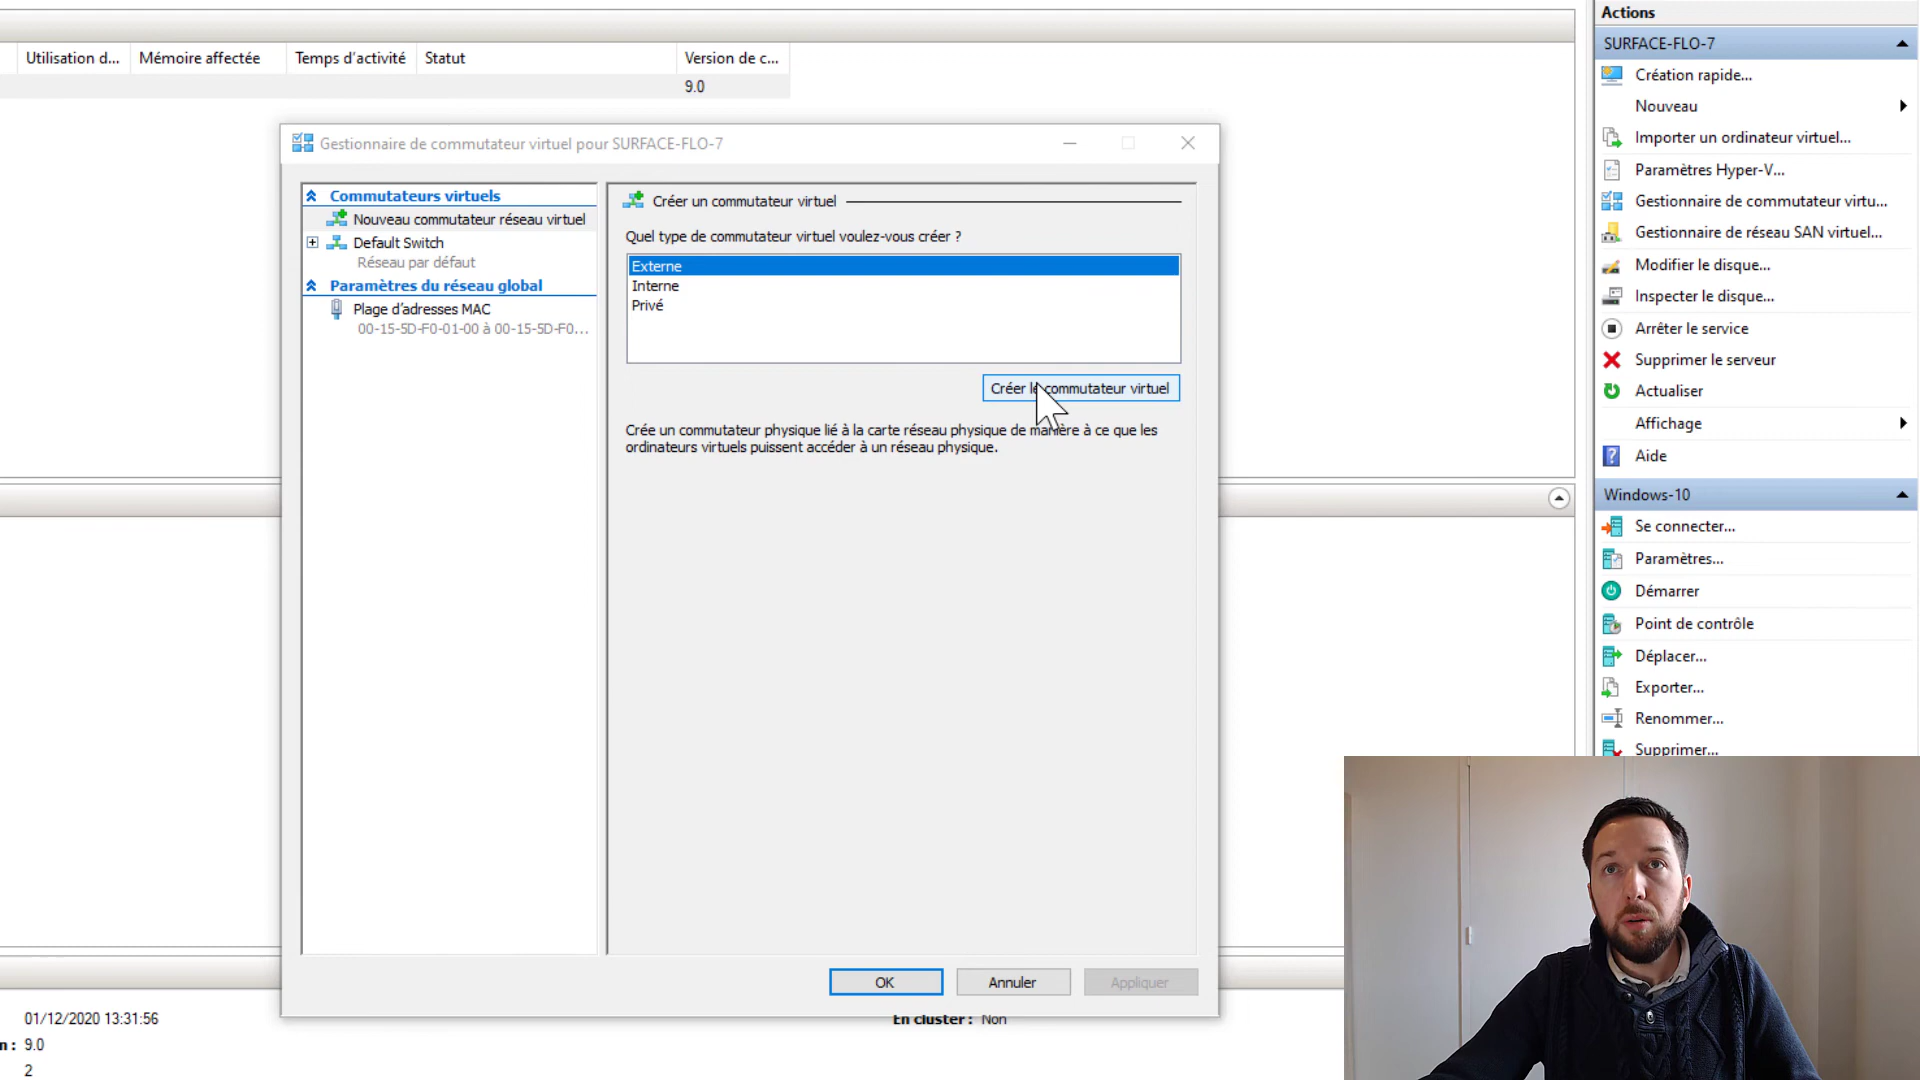 Utilisation d... Mémoire affectée Temps d'activité Statut Version de c...
9.0
Gestionnaire de commutateur virtuel pour SURFACE-FLO-7
Commutateurs virtuels
Nouveau commutateur réseau virtuel
Default Switch
Réseau par défaut
Paramètres du réseau global
Plage d'adresses MAC
00-15-5D-F0-01-00 à 00-15-5D-F0...
Créer un commutateur virtuel
Quel type de commutateur virtuel voulez-vous créer ?
Externe
Interne
Privé
Créer le commutateur virtuel
Crée un commutateur physique lié à la carte réseau physique de manière à ce que les
ordinateurs virtuels puissent accéder à un réseau physique.
OK Annuler Appliquer
01/12/2020 13:31:56
n : 9.0
2
En cluster : Non
Actions
SURFACE-FLO-7
Création rapide...
Nouveau
Importer un ordinateur virtuel...
Paramètres Hyper-V...
Gestionnaire de commutateur virtu...
Gestionnaire de réseau SAN virtuel...
Modifier le disque...
Inspecter le disque...
Arrêter le service
Supprimer le serveur
Actualiser
Affichage
Aide
Windows-10
Se connecter...
Paramètres...
Démarrer
Point de contrôle
Déplacer...
Exporter...
Renommer...
Supprimer...